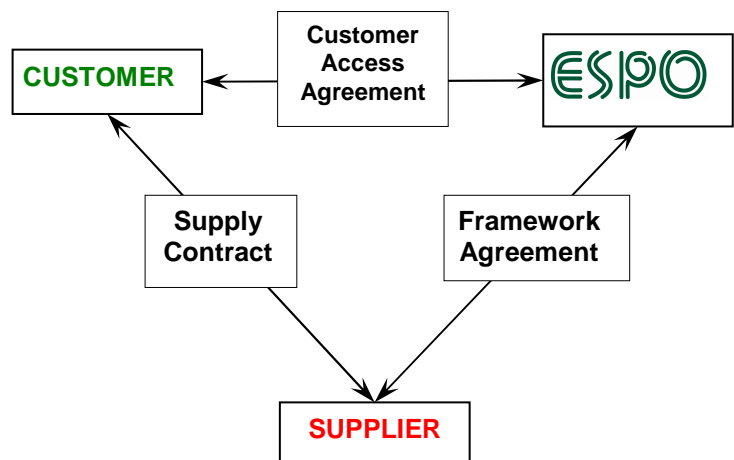 Customer
Access
Agreement
CUSTOMER
ESPO
Supply
Contract
Framework
Agreement
SUPPLIER